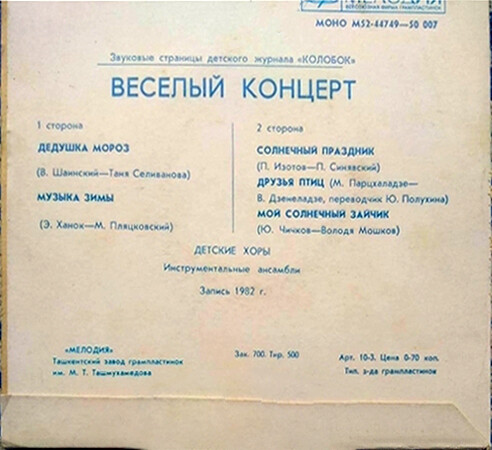 МЕЛОДИЯ
ВСЕСОЮЗНАЯ ФИРМА ГРАМПЛАСТИНОК
МОНО М52-44749—50 007
Звуковые страницы детского журнала «КОЛОБОК»
ВЕСЕЛЫЙ КОНЦЕРТ
1 сторона
ДЕДУШКА МОРОЗ
(В. Шаинский—Таня Селиванова)
МУЗЫКА ЗИМЫ
(Э. Ханок—М. Пляцковский)
2 сторона
СОЛНЕЧНЫЙ ПРАЗДНИК
(П. Изотов—П. Синявский)
ДРУЗЬЯ ПТИЦ (М. Парцхаладзе—
В. Дзенеладзе, переводчик Ю. Полухина)
МОЙ СОЛНЕЧНЫЙ ЗАЙЧИК
(Ю. Чичков—Володя Мошков)
ДЕТСКИЕ ХОРЫ
Инструментальные ансамбли
Запись 1982 г.
«МЕЛОДИЯ»
Ташкентский завод грампластинок
им. М. Т. Ташмухамедова
Зак. 700. Тир. 500
Арт. 10-3. Цена 0-70 коп.
Тип. з-да грампластинок